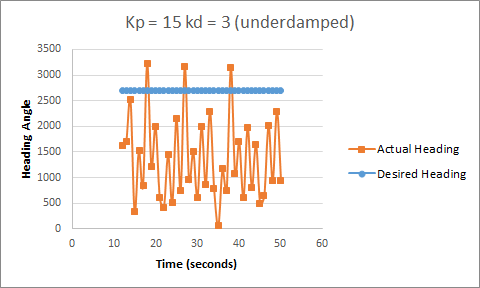 Kp = 15 kd = 3 (underdamped)
3500
3000
2500
2000
1500
1000
500
0
Heading Angle
0 10 20 30 40 50 60
Time (seconds)
Actual Heading
Desired Heading